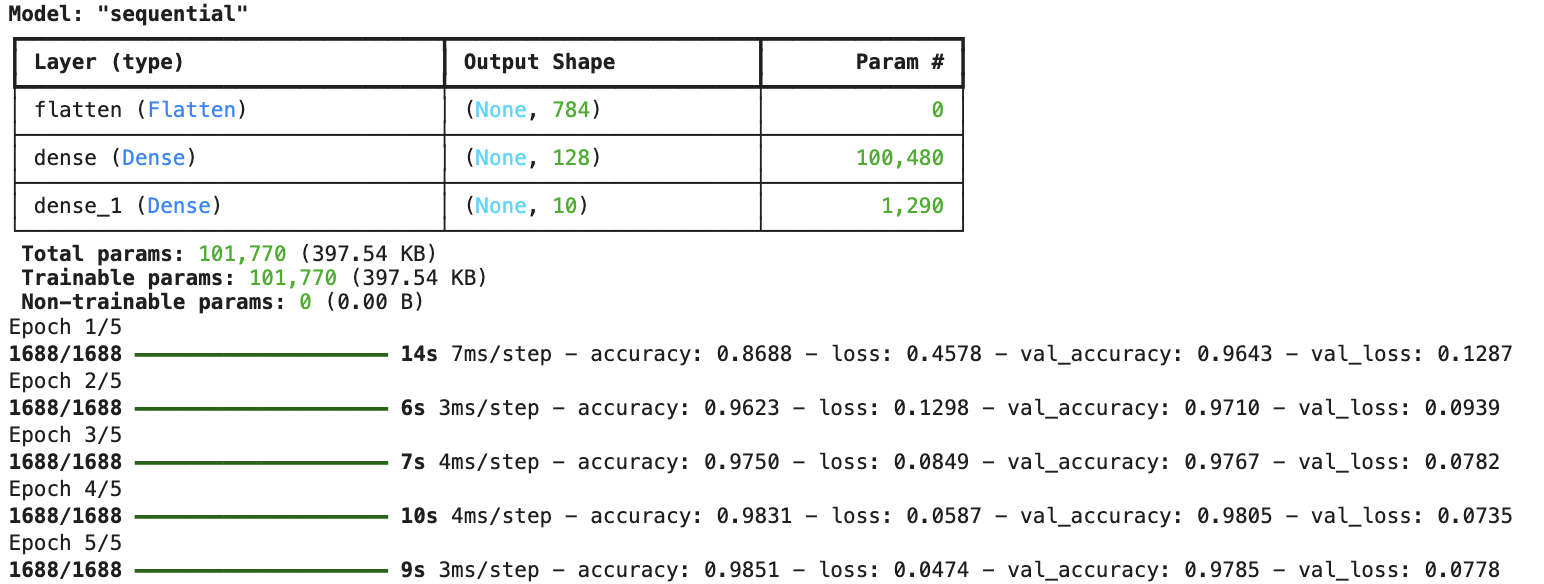 Model: "sequential"
Layer (type) Output Shape Param #
flatten (Flatten) (None, 784) 0
dense (Dense) (None, 128) 100,480
dense_1 (Dense) (None, 10) 1,290
Total params: 101,770 (397.54 KB)
Trainable params: 101,770 (397.54 KB)
Non-trainable params: 0 (0.00 B)
Epoch 1/5
1688/1688 14s 7ms/step - accuracy: 0.8688 - loss: 0.4578 - val_accuracy: 0.9643 - val_loss: 0.1287
Epoch 2/5
1688/1688 6s 3ms/step - accuracy: 0.9623 - loss: 0.1298 - val_accuracy: 0.9710 - val_loss: 0.0939
Epoch 3/5
1688/1688 7s 4ms/step - accuracy: 0.9750 - loss: 0.0849 - val_accuracy: 0.9767 - val_loss: 0.0782
Epoch 4/5
1688/1688 10s 4ms/step - accuracy: 0.9831 - loss: 0.0587 - val_accuracy: 0.9805 - val_loss: 0.0735
Epoch 5/5
1688/1688 9s 3ms/step - accuracy: 0.9851 - loss: 0.0474 - val_accuracy: 0.9785 - val_loss: 0.0778